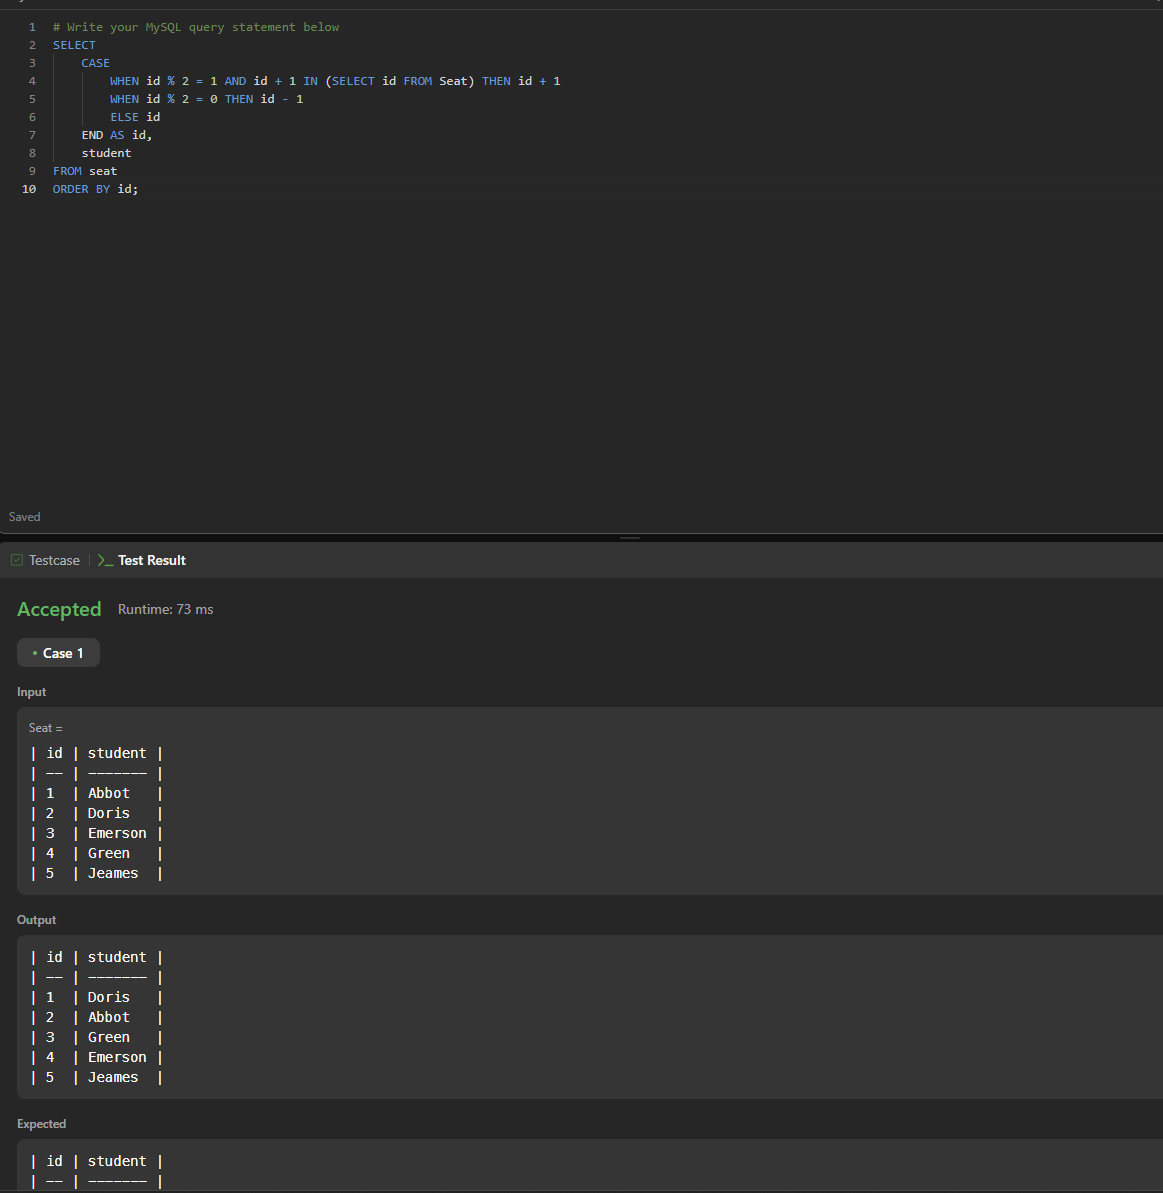 1 # Write your MySQL query statement below
2 SELECT
3 CASE
4 WHEN id % 2 = 1 AND id + 1 IN (SELECT id FROM Seat) THEN id + 1
5 WHEN id % 2 = 0 THEN id - 1
6 ELSE id
7 END AS id,
8 student
9 FROM seat
10 ORDER BY id;
Saved
Testcase | >_ Test Result
Accepted Runtime: 73 ms
• Case 1
Input
Seat =
| id | student |
| -- | ------- |
| 1 | Abbot |
| 2 | Doris |
| 3 | Emerson |
| 4 | Green |
| 5 | Jeames |
Output
| id | student |
| -- | ------- |
| 1 | Doris |
| 2 | Abbot |
| 3 | Green |
| 4 | Emerson |
| 5 | Jeames |
Expected
| id | student |
| -- | ------- |